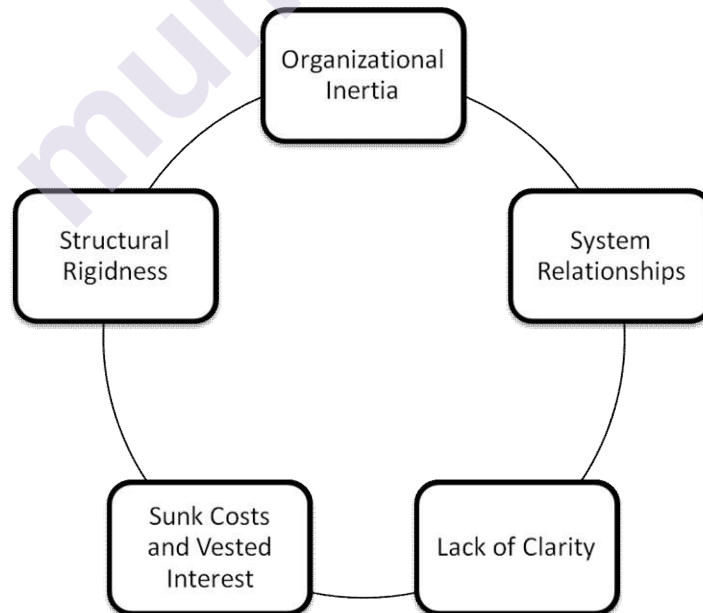 Organizational
Inertia
System
Relationships
Lack of Clarity
Sunk Costs
and Vested
Interest
Structural
Rigidness